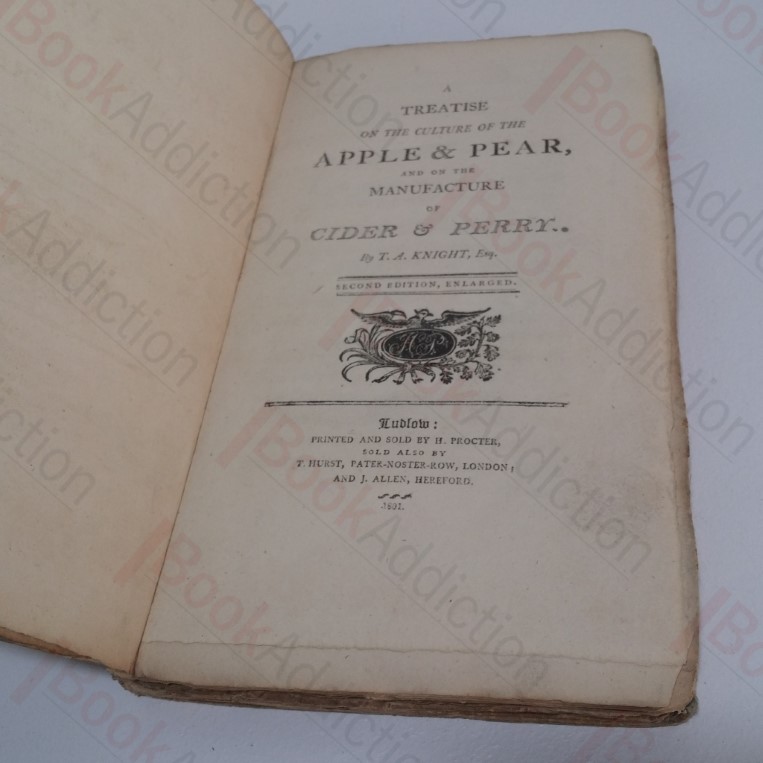 A
TREATISE
ON THE CULTURE OF THE
APPLE & PEAR,
AND ON THE
MANUFACTURE
OF
CIDER & PERRY.
By T. A. KNIGHT, Esq.
SECOND EDITION, ENLARGED.
H P
Ludlow:
PRINTED AND SOLD BY H. PROCTER,
SOLD ALSO BY
T. HURST, PATER-NOSTER-ROW, LONDON;
AND J. ALLEN, HEREFORD.
BookAddiction